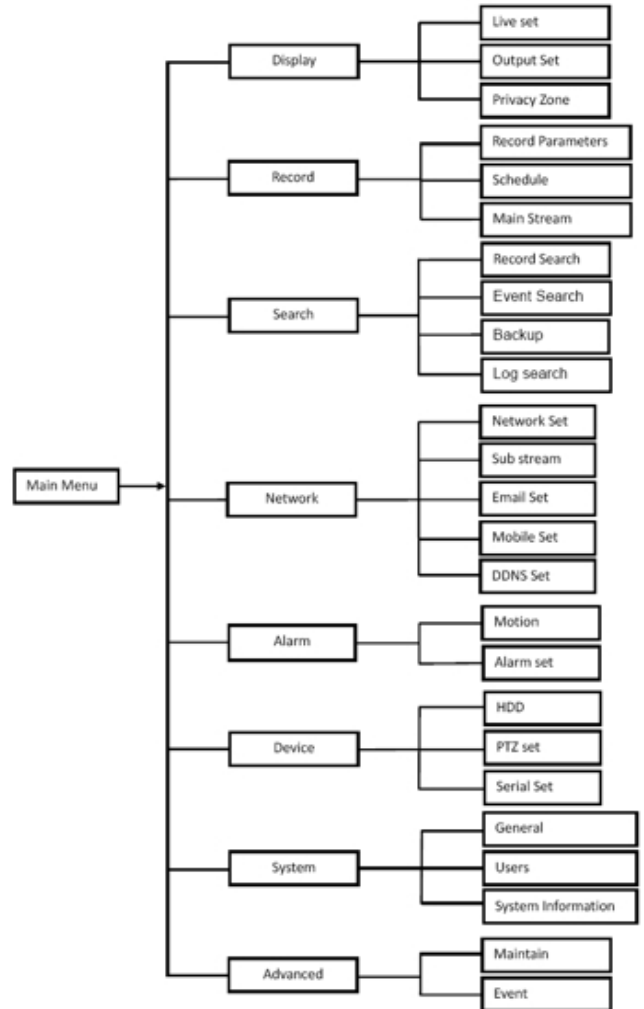 Main Menu
Display
Live set
Output Set
Privacy Zone
Record
Record Parameters
Schedule
Main Stream
Search
Record Search
Event Search
Backup
Log search
Network
Network Set
Sub stream
Email Set
Mobile Set
DDNS Set
Alarm
Motion
Alarm set
Device
HDD
PTZ set
Serial Set
System
General
Users
System Information
Advanced
Maintain
Event